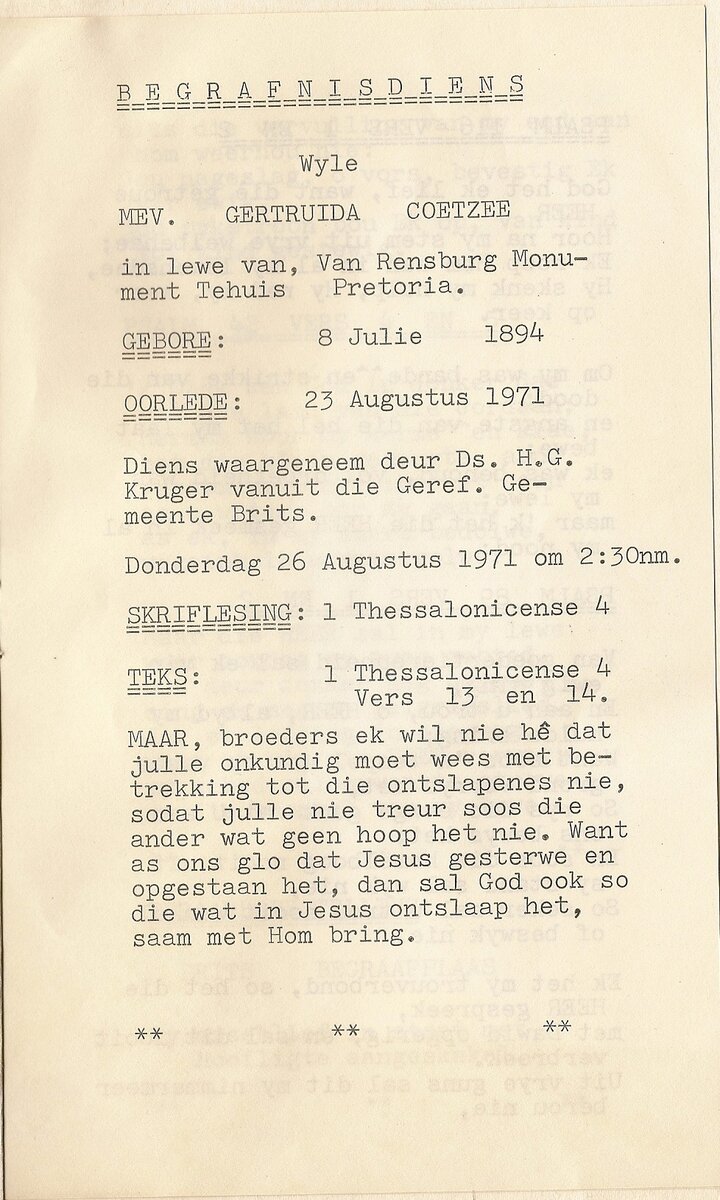 BEGRAFNISDIENS
Wyle
MEV. GERTRUIDA COETZEE
in lewe van, Van Rensburg Monu-
ment Tehuis Pretoria.
GEBORE: 8 Julie 1894
OORLEDE: 23 Augustus 1971
Diens waargeneem deur Ds. H.G.
Kruger vanuit die Geref. Ge-
meente Brits.
Donderdag 26 Augustus 1971 om 2:30nm.
SKRIFLESING: 1 Thessalonicense 4
TEKS: 1 Thessalonicense 4
Vers 13 en 14.
MAAR, broeders ek wil nie hê dat
julle onkundig moet wees met be-
trekking tot die ontslapenes nie,
sodat julle nie treur soos die
ander wat geen hoop het nie. Want
as ons glo dat Jesus gesterwe en
opgestaan het, dan sal God ook so
die wat in Jesus ontslaap het,
saam met Hom bring.
** ** **